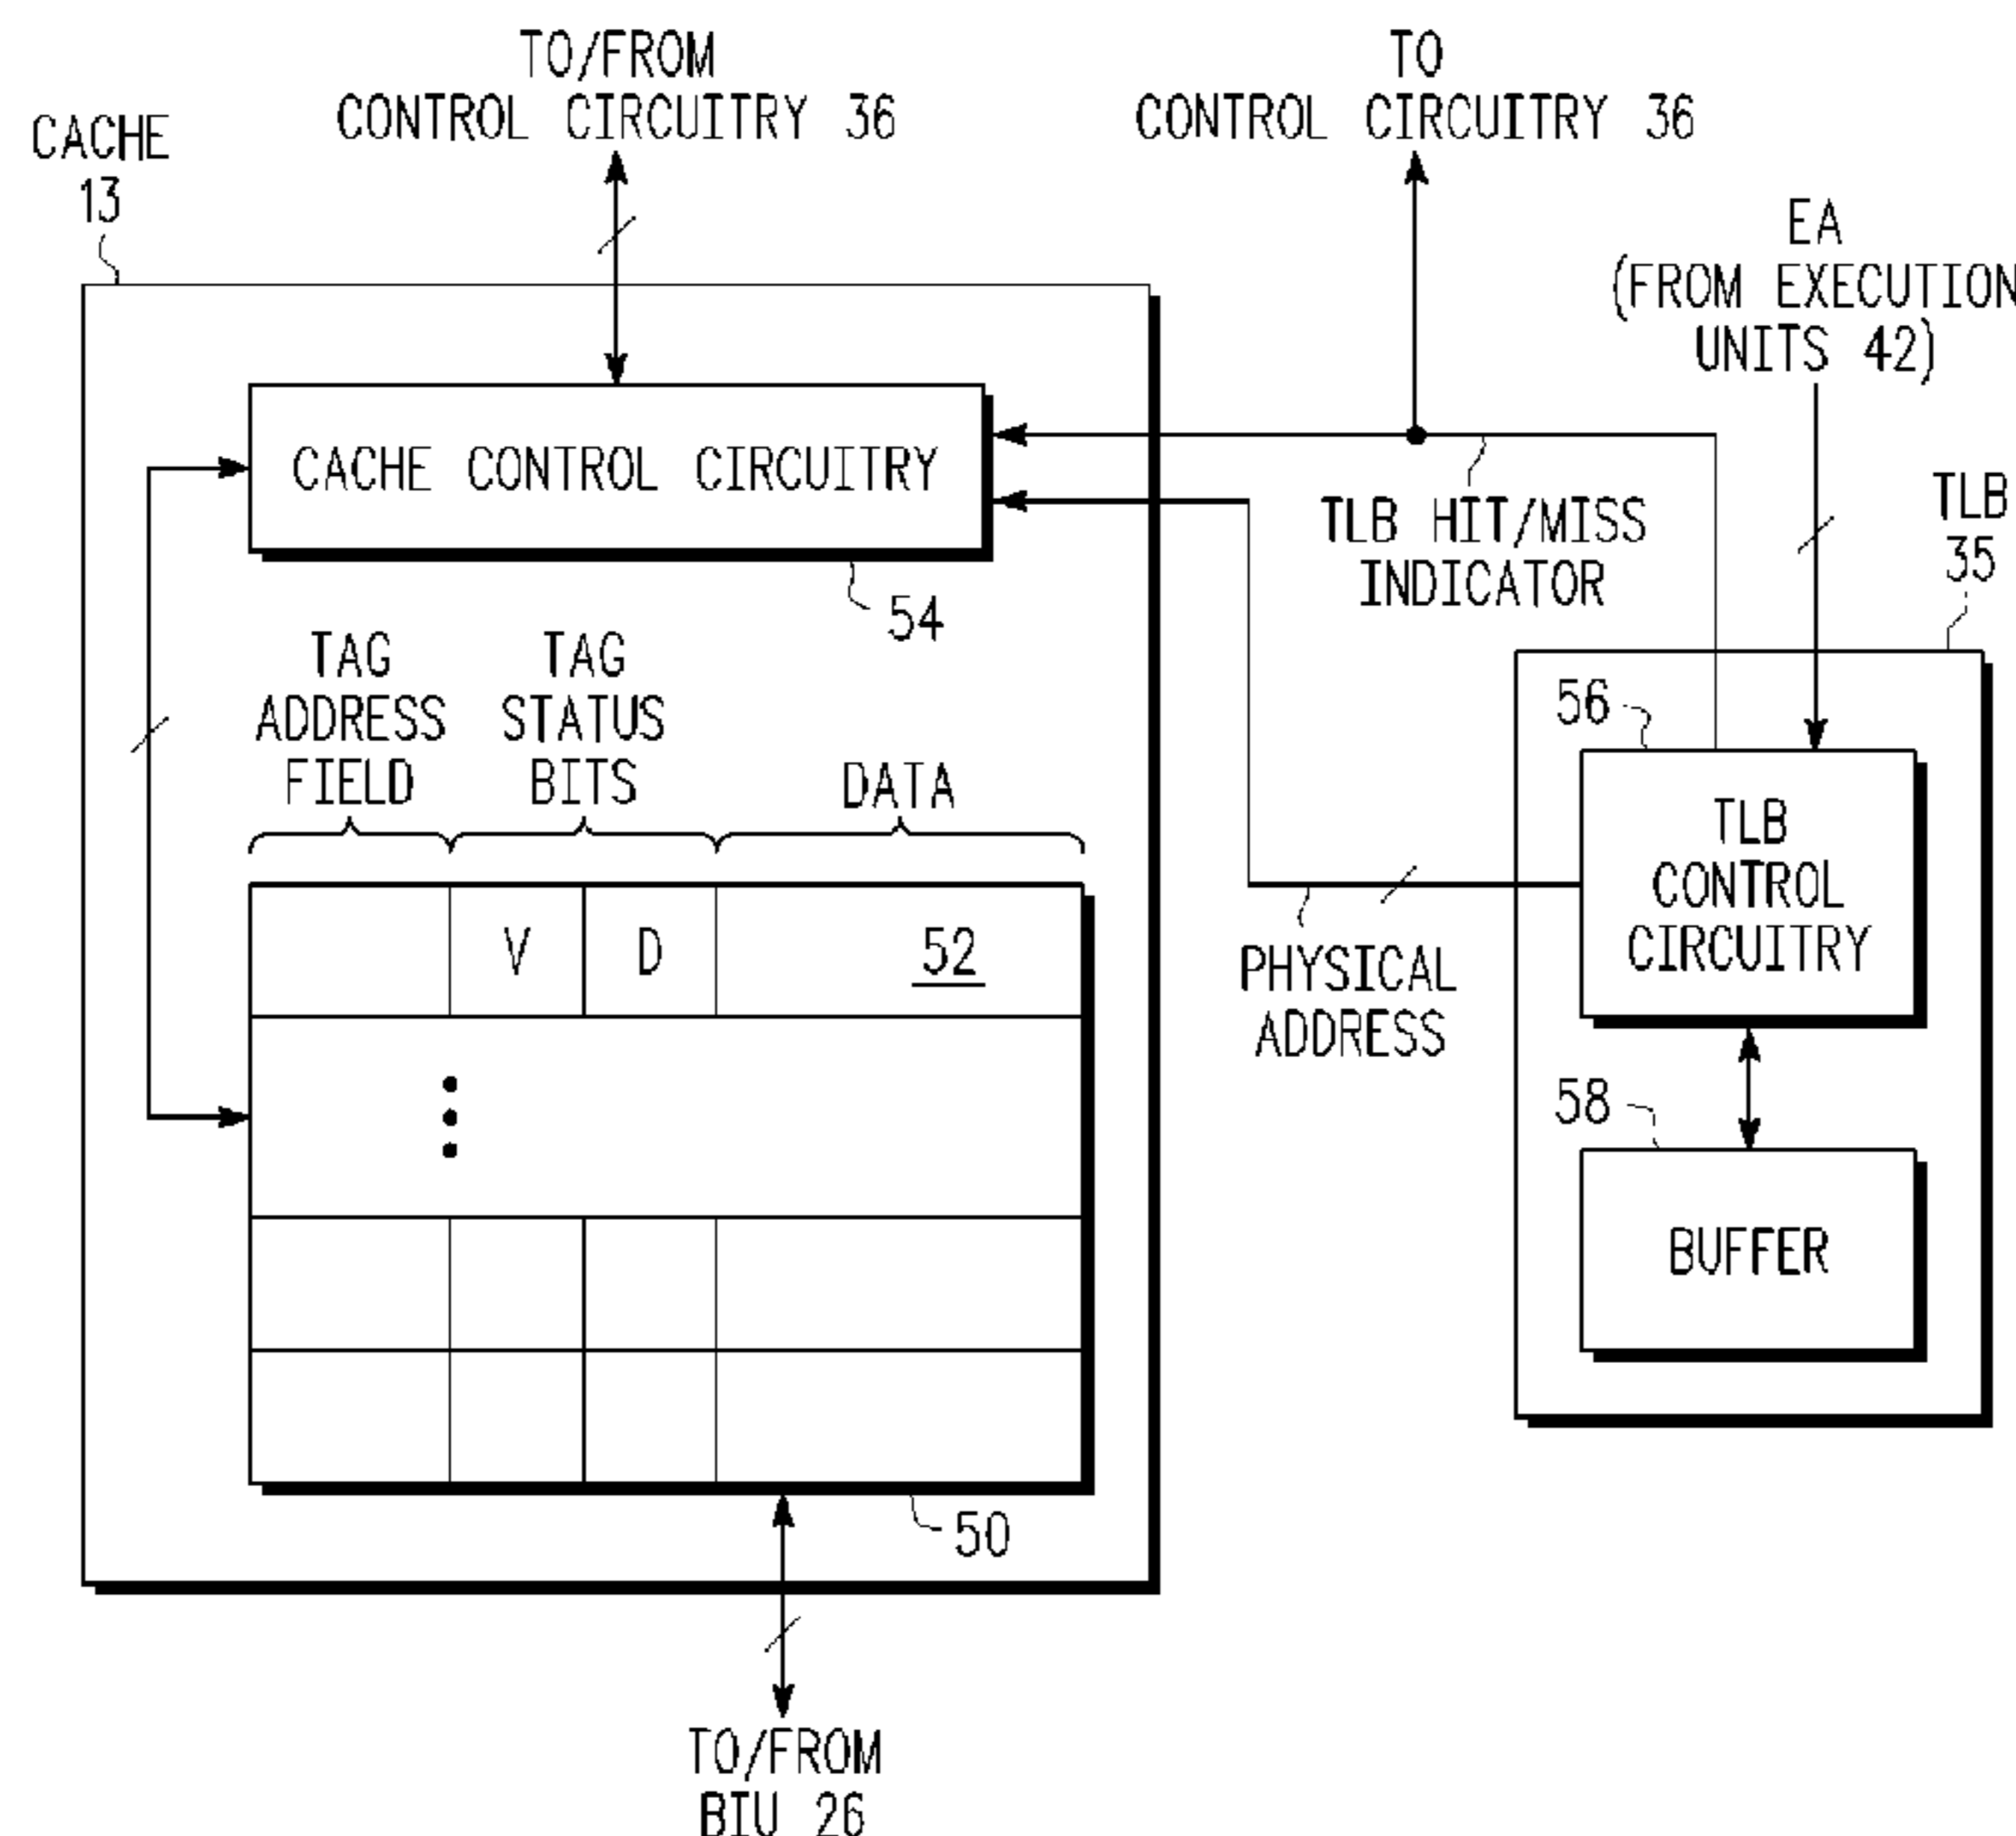 TO/FROM
CONTROL CIRCUITRY 36
TO
CONTROL CIRCUITRY 36
CACHE
13
EA
(FROM EXECUTION
UNITS 42)
CACHE CONTROL CIRCUITRY
54
TLB HIT/MISS
INDICATOR
TLB
35
TAG
ADDRESS
FIELD
TAG
STATUS
BITS
DATA
56
TLB
CONTROL
CIRCUITRY
V
D
52
PHYSICAL
ADDRESS
58
BUFFER
50
TO/FROM
BIU 26